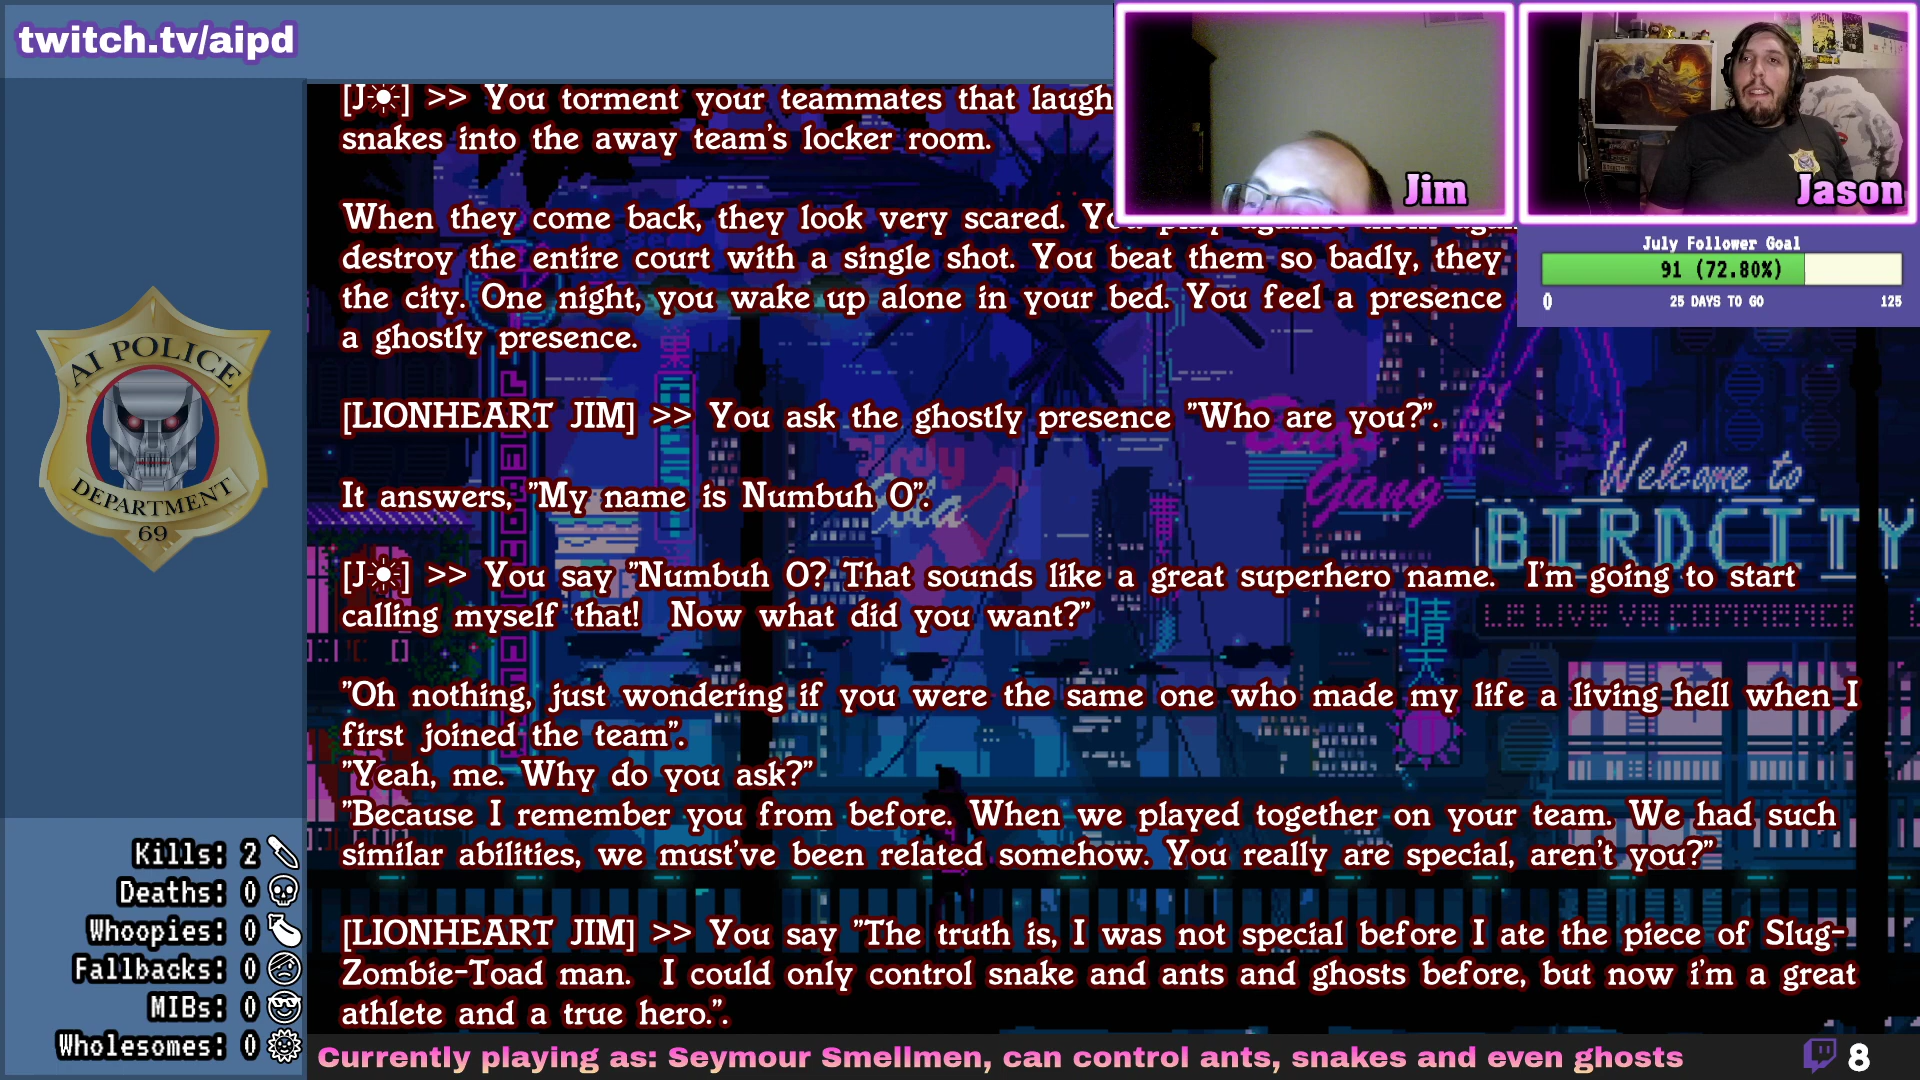 twitch.tv/aipd
[J☀] >> You torment your teammates that laugh
snakes into the away team's locker room.
When they come back, they look very scared. You play against them again
destroy the entire court with a single shot. You beat them so badly, they
the city. One night, you wake up alone in your bed. You feel a presence
a ghostly presence.
[LIONHEART JIM] >> You ask the ghostly presence "Who are you?".
It answers, "My name is Numbuh 0".
[J☀] >> You say "Numbuh 0? That sounds like a great superhero name. I'm going to start
calling myself that! Now what did you want?"
"Oh nothing, just wondering if you were the same one who made my life a living hell when I
first joined the team".
"Yeah, me. Why do you ask?"
"Because I remember you from before. When we played together on your team. We had such
similar abilities, we must've been related somehow. You really are special, aren't you?"
[LIONHEART JIM] >> You say "The truth is, I was not special before I ate the piece of Slug-
Zombie-Toad man. I could only control snake and ants and ghosts before, but now i'm a great
athlete and a true hero.".
Jim
Jason
July Follower Goal
91 (72.80%)
0 25 DAYS TO GO 125
AI POLICE
DEPARTMENT
69
Gang
Welcome to
BIRDCITY
晴
天
Kills: 2
Deaths: 0
Whoopies: 0
Fallbacks: 0
MIBs: 0
Wholesomes: 0
Currently playing as: Seymour Smellmen, can control ants, snakes and even ghosts
8